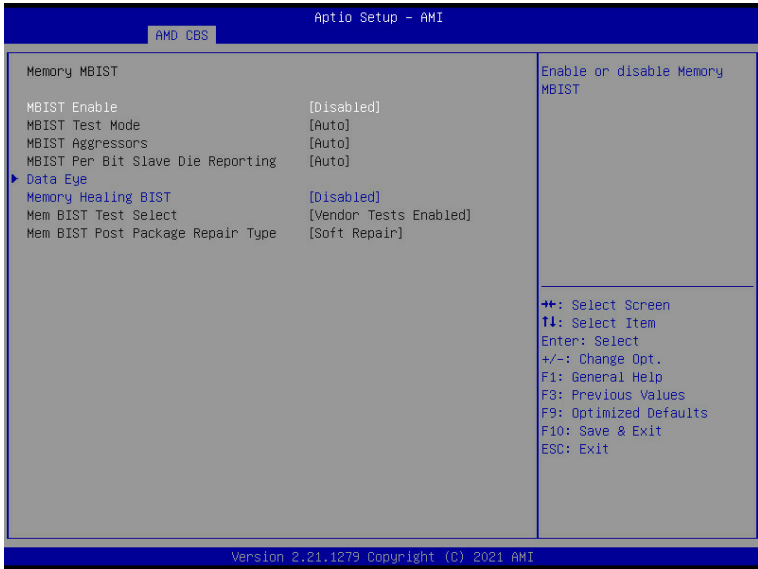 Aptio Setup – AMI
AMD CBS
Memory MBIST
MBIST Enable [Disabled]
MBIST Test Mode [Auto]
MBIST Aggressors [Auto]
MBIST Per Bit Slave Die Reporting [Auto]
Data Eye
Memory Healing BIST [Disabled]
Mem BIST Test Select [Vendor Tests Enabled]
Mem BIST Post Package Repair Type [Soft Repair]
Enable or disable Memory
MBIST
→←: Select Screen
↑↓: Select Item
Enter: Select
+/-: Change Opt.
F1: General Help
F3: Previous Values
F9: Optimized Defaults
F10: Save & Exit
ESC: Exit
Version 2.21.1279 Copyright (C) 2021 AMI